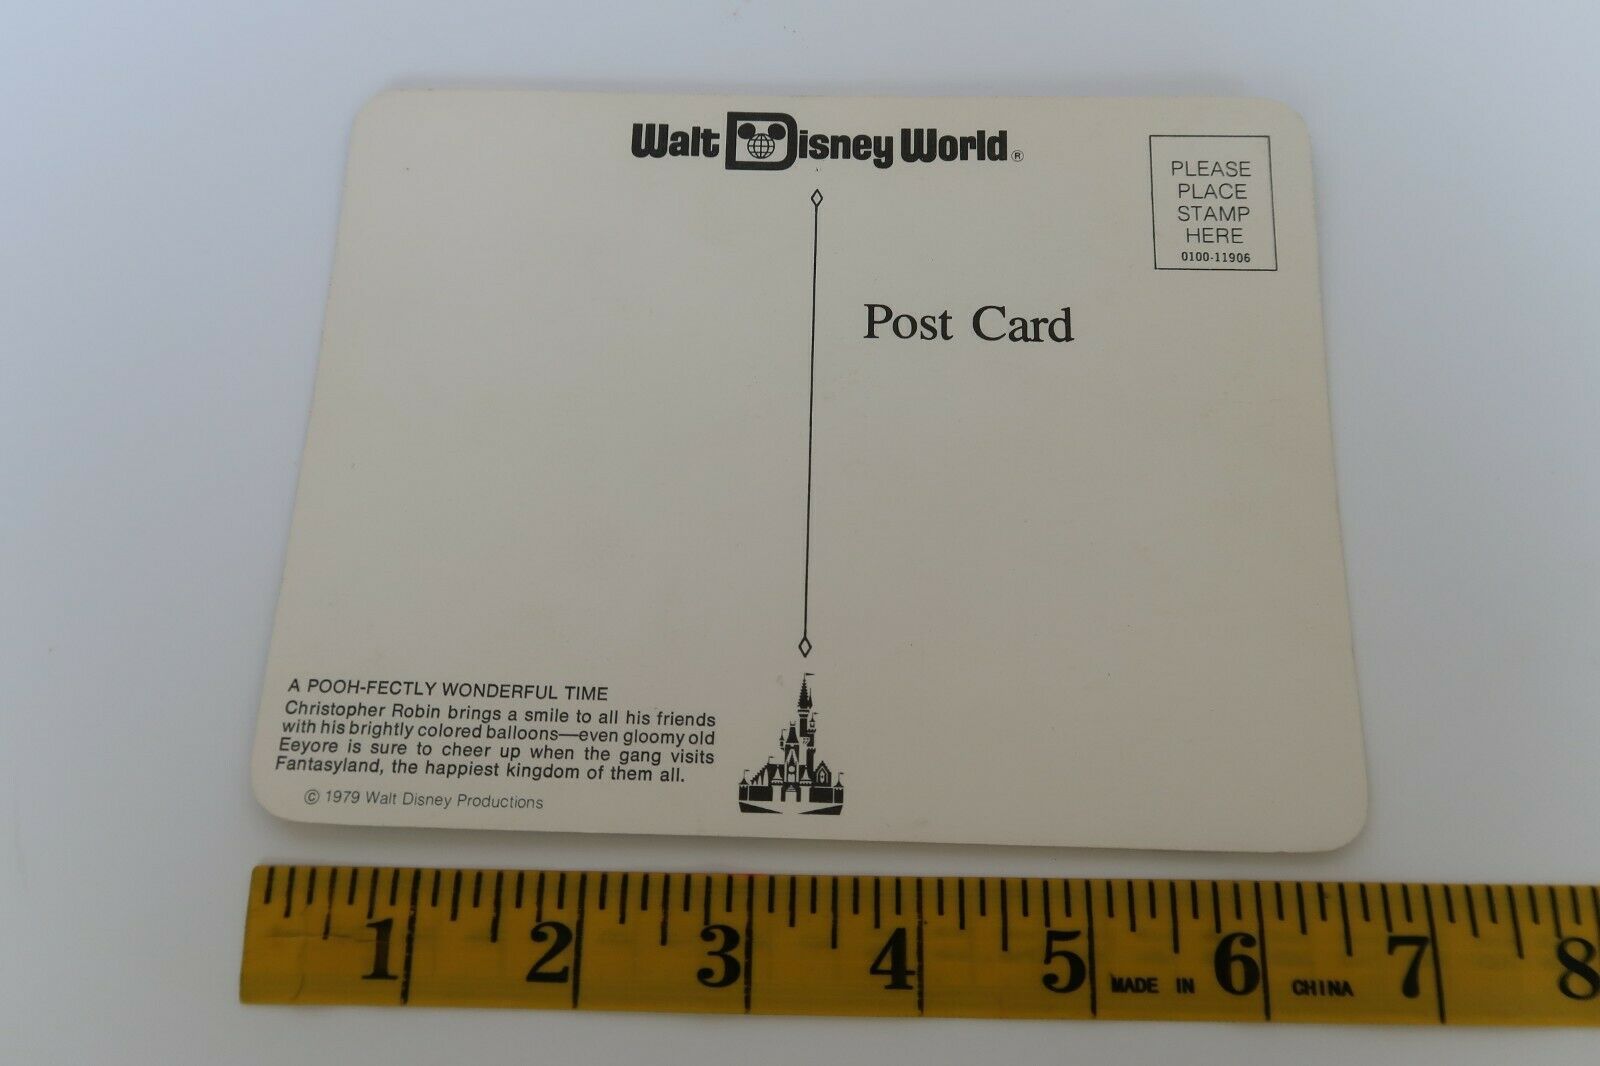 Walt Disney World ®
PLEASE
PLACE
STAMP
HERE
0100-11906
Post Card
A POOH-FECTLY WONDERFUL TIME
Christopher Robin brings a smile to all his friends
with his brightly colored balloons—even gloomy old
Eeyore is sure to cheer up when the gang visits
Fantasyland, the happiest kingdom of them all.
© 1979 Walt Disney Productions
1 2 3 4 5 MADE IN 6 CHINA 7 8